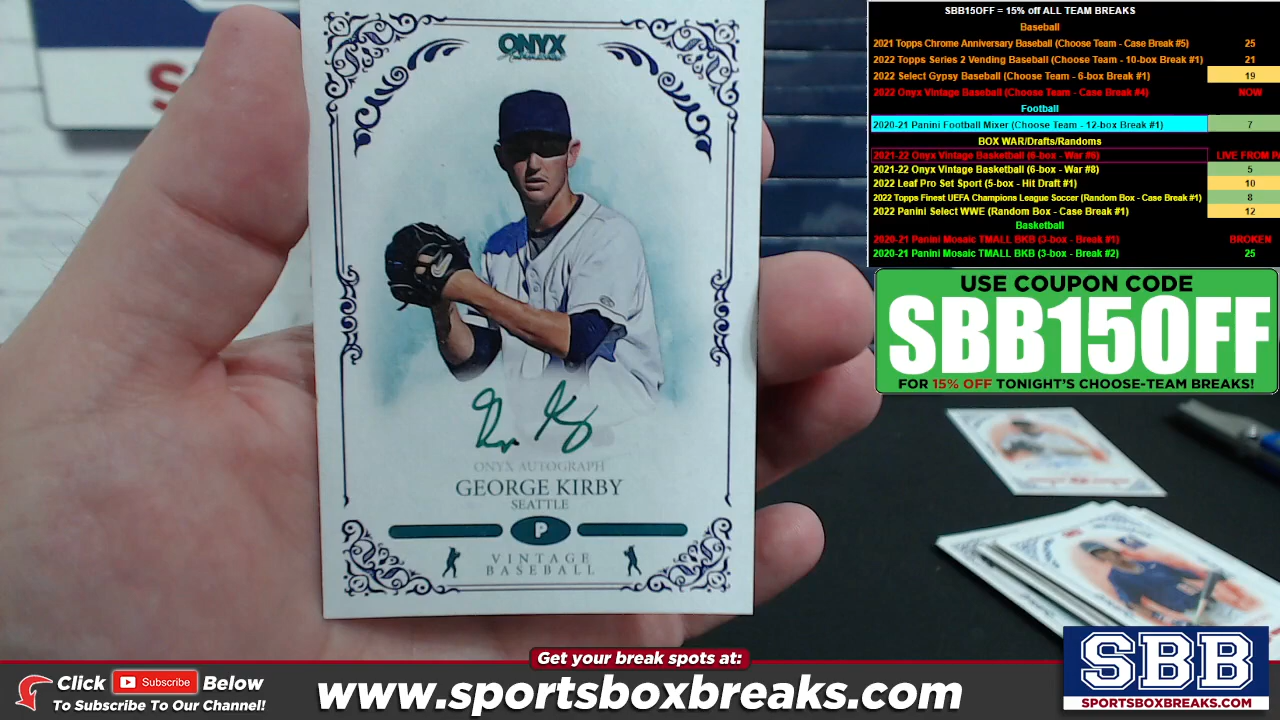 ONYX
Authenticated
ONYX AUTOGRAPH
GEORGE KIRBY
SEATTLE
P
VINTAGE
BASEBALL
SBB15OFF = 15% off ALL TEAM BREAKS
Baseball
2021 Topps Chrome Anniversary Baseball (Choose Team - Case Break #5) 25
2022 Topps Series 2 Vending Baseball (Choose Team - 10-box Break #1) 21
2022 Select Gypsy Baseball (Choose Team - 6-box Break #1) 19
2022 Onyx Vintage Baseball (Choose Team - Case Break #4) NOW
Football
2020-21 Panini Football Mixer (Choose Team - 12-box Break #1) 7
BOX WAR/Drafts/Randoms
2021-22 Onyx Vintage Basketball (6-box - War #6) LIVE FROM
2021-22 Onyx Vintage Basketball (6-box - War #8) 5
2022 Leaf Pro Set Sport (5-box - Hit Draft #1) 10
2022 Topps Finest UEFA Champions League Soccer (Random Box - Case Break #1) 8
2022 Panini Select WWE (Random Box - Case Break #1) 12
Basketball
2020-21 Panini Mosaic TMALL BKB (3-box - Break #1) BROKEN
2020-21 Panini Mosaic TMALL BKB (3-box - Break #2) 25
USE COUPON CODE
SBB15OFF
FOR 15% OFF TONIGHT'S CHOOSE-TEAM BREAKS!
Get your break spots at:
Click Subscribe Below
To Subscribe To Our Channel!
www.sportsboxbreaks.com
SBB
SPORTSBOXBREAKS.COM